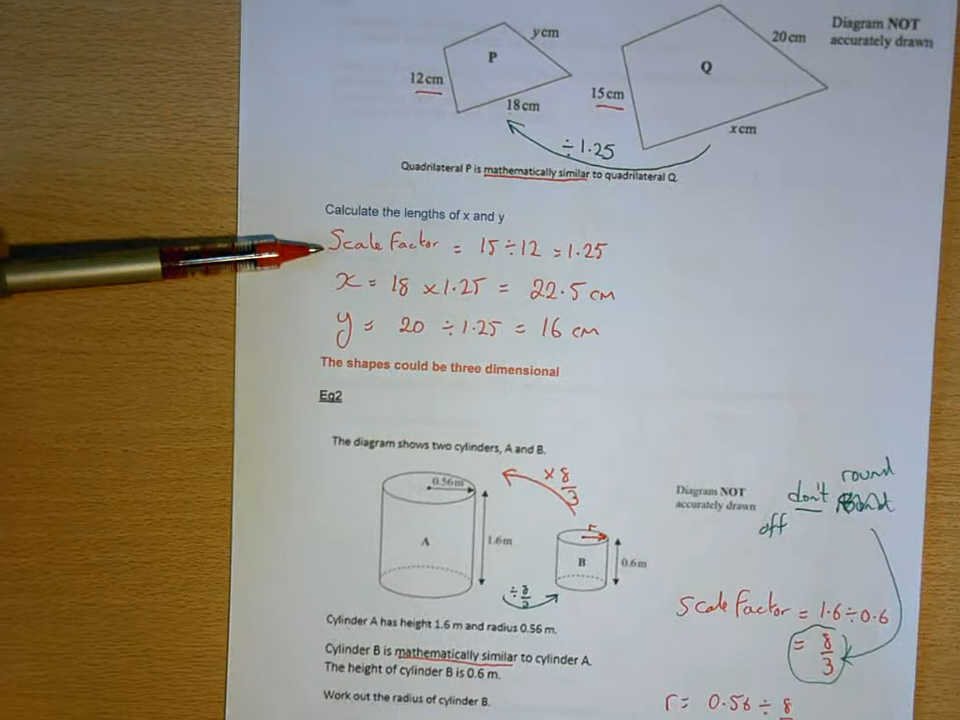 y cm
20 cm
Diagram NOT
accurately drawn
P
Q
12 cm
15 cm
18 cm
x cm
÷ 1.25
Quadrilateral P is mathematically similar to quadrilateral Q.
Calculate the lengths of x and y
Scale Factor = 15 ÷ 12 = 1.25
x = 18 × 1.25 = 22.5 cm
y = 20 ÷ 1.25 = 16 cm
The shapes could be three dimensional
Eg2
The diagram shows two cylinders, A and B.
× 8/3
0.56m
Diagram NOT
accurately drawn
don't round
off
r
A
1.6m
B
0.6m
÷ 8/3
Cylinder A has height 1.6 m and radius 0.56 m.
Scale Factor = 1.6 ÷ 0.6
= 8/3
Cylinder B is mathematically similar to cylinder A.
The height of cylinder B is 0.6 m.
Work out the radius of cylinder B.
r = 0.56 ÷ 8